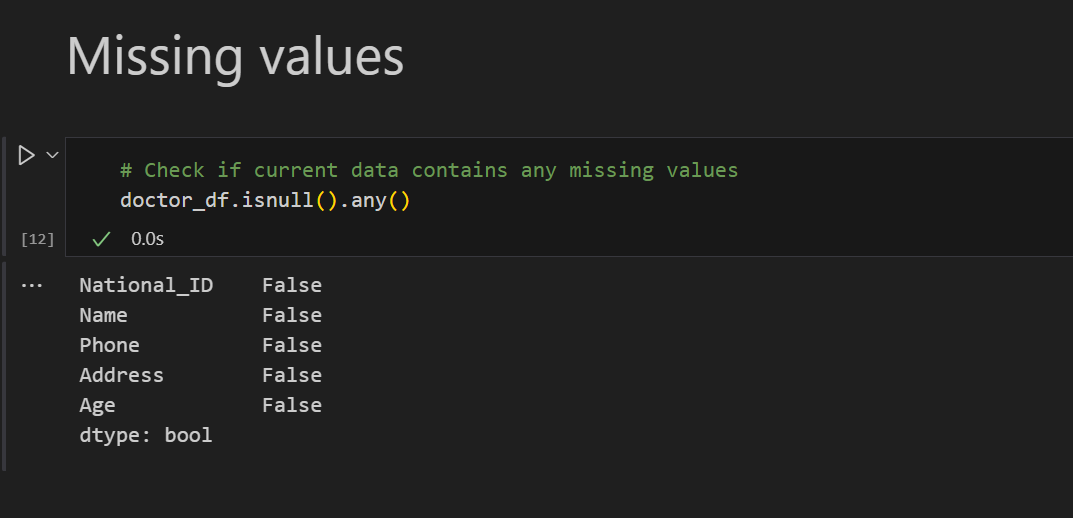 Missing values
# Check if current data contains any missing values
doctor_df.isnull().any()
[12] 0.0s
... National_ID False
Name False
Phone False
Address False
Age False
dtype: bool